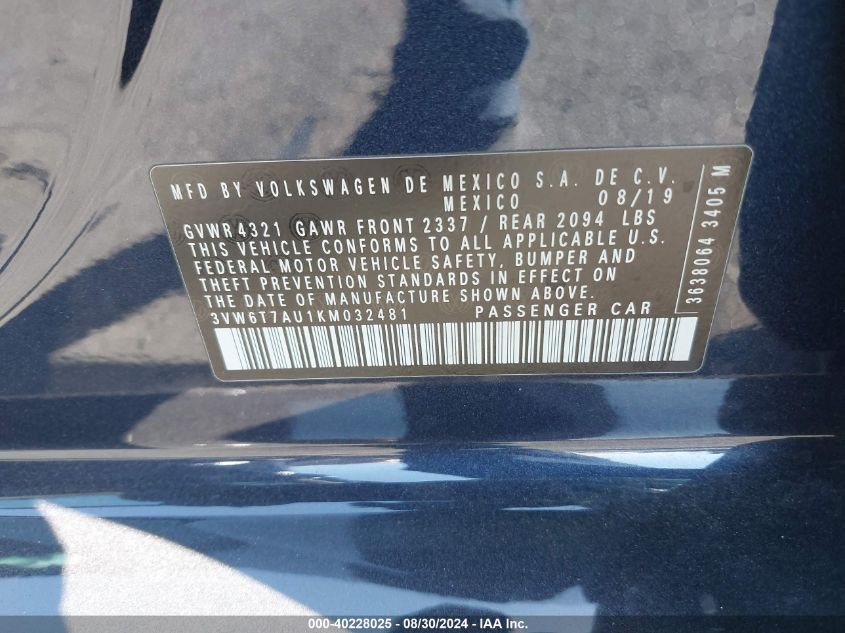 MFD BY VOLKSWAGEN DE MEXICO S.A. DE C.V.
MEXICO 08/19
GVWR 4321 GAWR FRONT 2337 / REAR 2094 LBS
THIS VEHICLE CONFORMS TO ALL APPLICABLE U.S.
FEDERAL MOTOR VEHICLE SAFETY, BUMPER AND
THEFT PREVENTION STANDARDS IN EFFECT ON
THE DATE OF MANUFACTURE SHOWN ABOVE.
3VW6T7AU1KM032481 PASSENGER CAR
3638064 3405 M
000-40228025 - 08/30/2024 - IAA Inc.